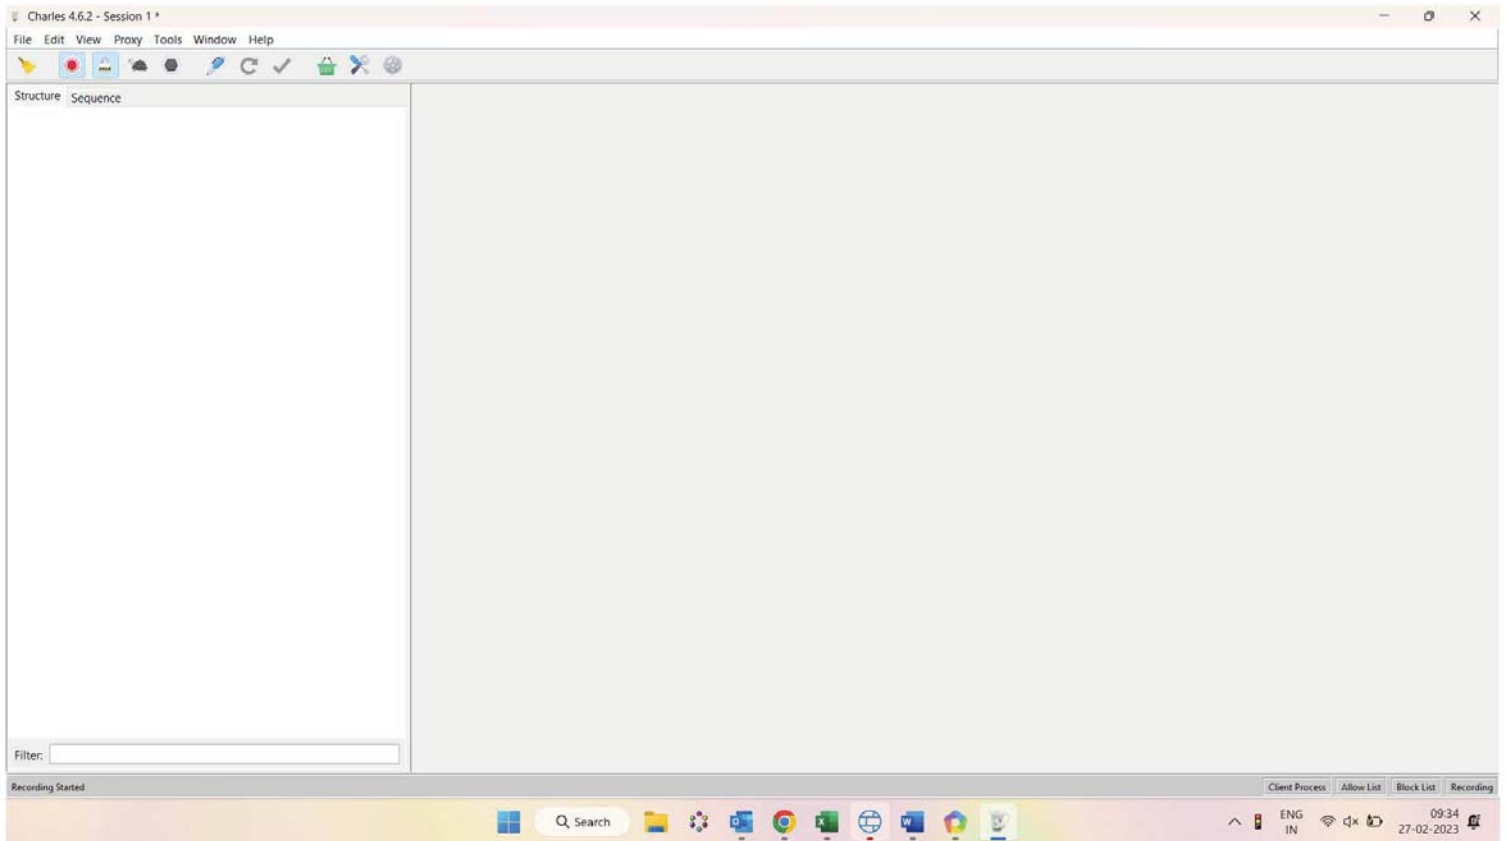 Charles 4.6.2 - Session 1 *
File Edit View Proxy Tools Window Help
Structure Sequence
Filter:
Recording Started
Client Process Allow List Block List Recording
Search
ENG
IN
09:34
27-02-2023